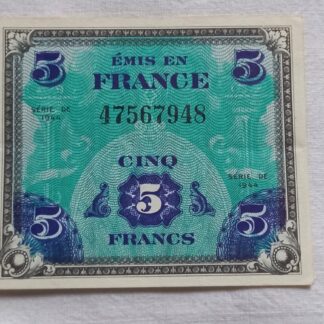 5 ÉMIS EN 5
FRANCE
47567948
SÉRIE DE
1944
CINQ
SÉRIE DE
1944
5
5 FRANCS 5